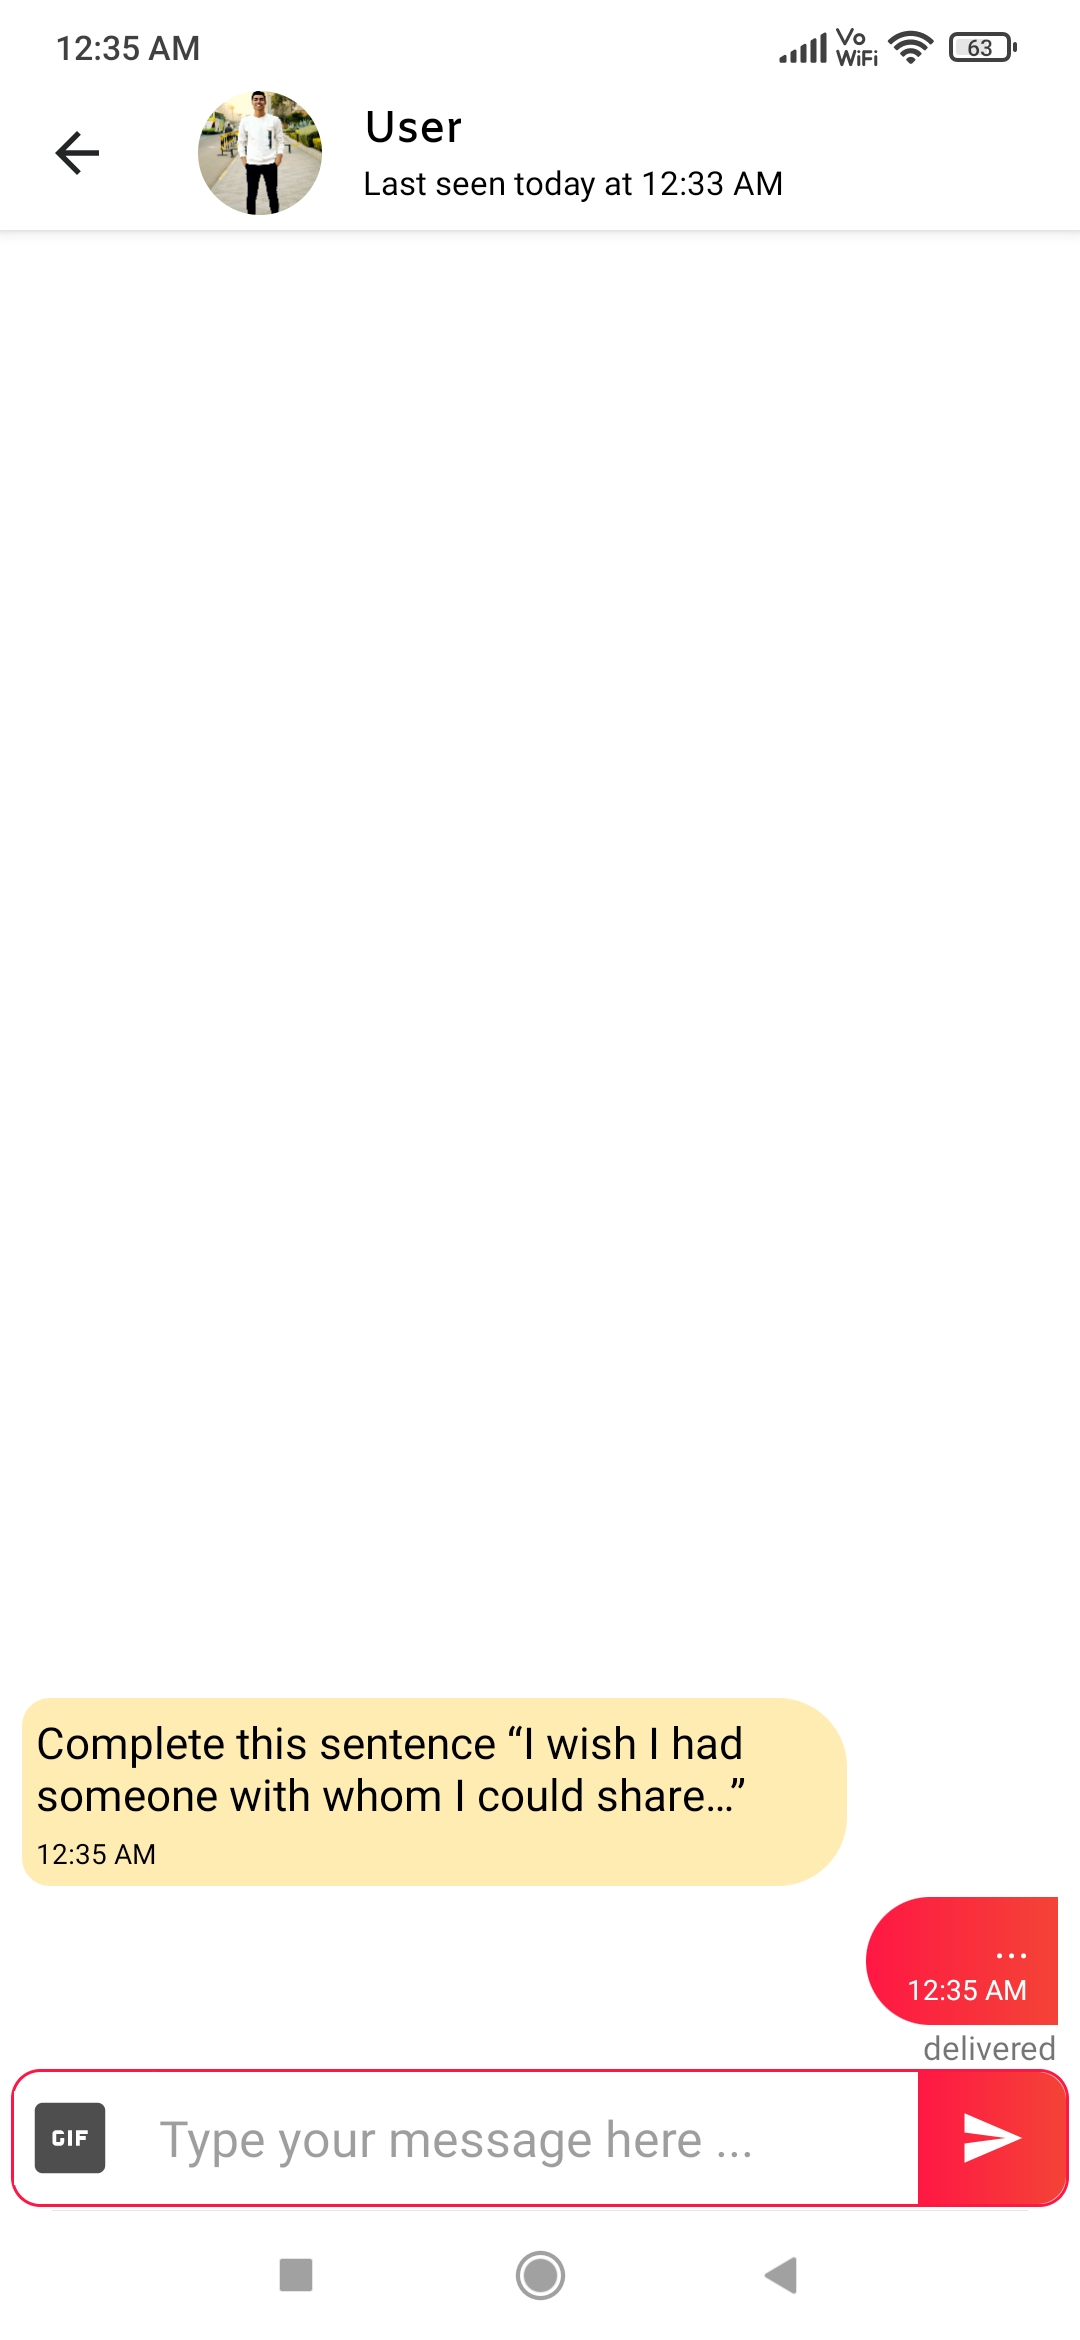 12:35 AM
Vo
WiFi
63
User
Last seen today at 12:33 AM
Complete this sentence “I wish I had
someone with whom I could share...”
12:35 AM
...
12:35 AM
delivered
GIF
Type your message here ...